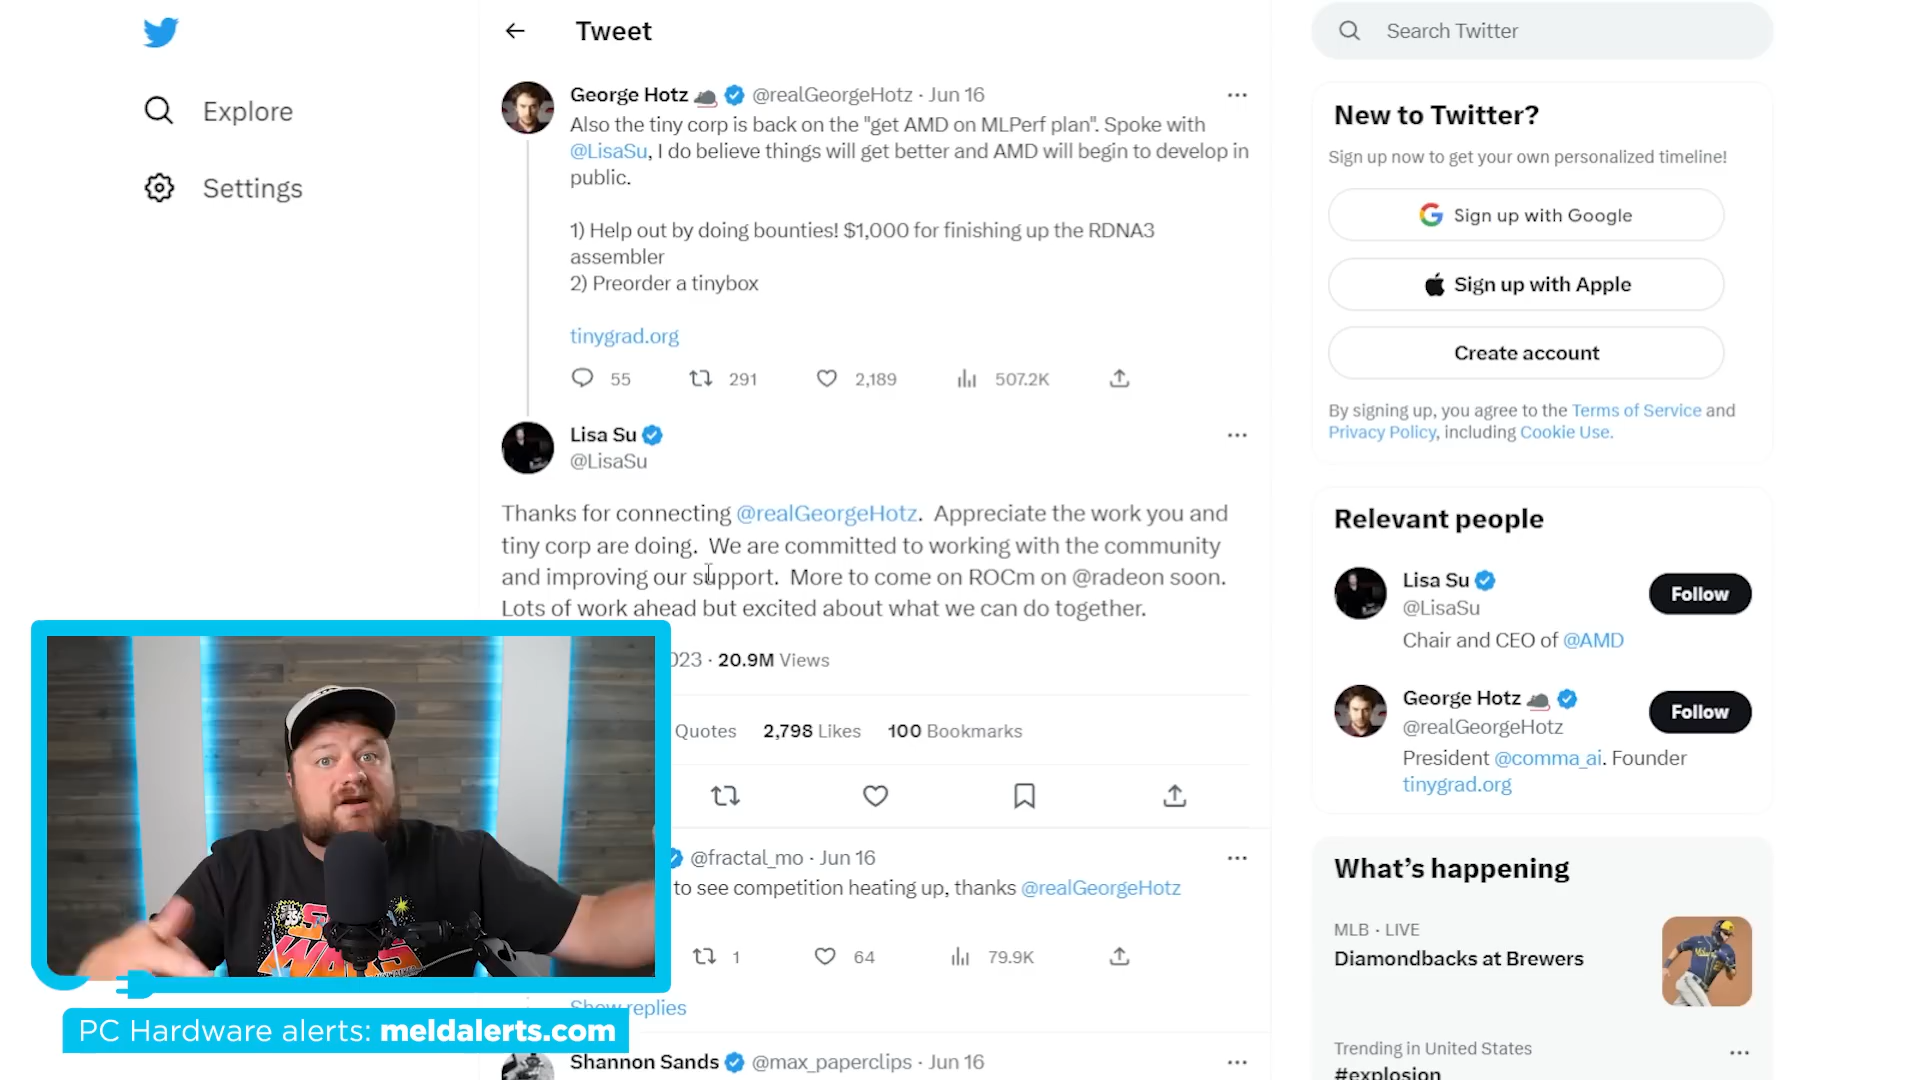 Tweet
Search Twitter
Explore
Settings
George Hotz @realGeorgeHotz · Jun 16
Also the tiny corp is back on the "get AMD on MLPerf plan". Spoke with
@LisaSu, I do believe things will get better and AMD will begin to develop in
public.
1) Help out by doing bounties! $1,000 for finishing up the RDNA3
assembler
2) Preorder a tinybox
tinygrad.org
55 291 2,189 507.2K
Lisa Su
@LisaSu
Thanks for connecting @realGeorgeHotz. Appreciate the work you and
tiny corp are doing. We are committed to working with the community
and improving our support. More to come on ROCm on @radeon soon.
Lots of work ahead but excited about what we can do together.
023 · 20.9M Views
Quotes 2,798 Likes 100 Bookmarks
@fractal_mo · Jun 16
to see competition heating up, thanks @realGeorgeHotz
1 64 79.9K
Show replies
Shannon Sands @max_paperclips · Jun 16
New to Twitter?
Sign up now to get your own personalized timeline!
Sign up with Google
Sign up with Apple
Create account
By signing up, you agree to the Terms of Service and
Privacy Policy, including Cookie Use.
Relevant people
Lisa Su
@LisaSu
Follow
Chair and CEO of @AMD
George Hotz
@realGeorgeHotz
Follow
President @comma_ai. Founder
tinygrad.org
What's happening
MLB · LIVE
Diamondbacks at Brewers
Trending in United States
#explosion
PC Hardware alerts: meldalerts.com